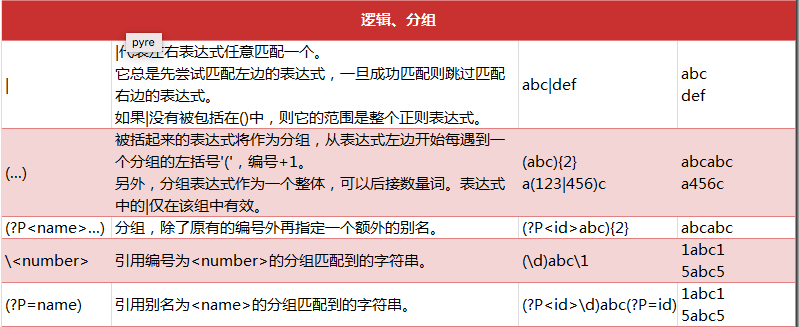 逻辑、分组
pyre
|代表左右表达式任意匹配一个。
它总是先尝试匹配左边的表达式，一旦成功匹配则跳过匹配
右边的表达式。
如果|没有被包括在()中，则它的范围是整个正则表达式。
|
abc|def
abc
def
(...)
被括起来的表达式将作为分组，从表达式左边开始每遇到一
个分组的左括号'('，编号+1。
另外，分组表达式作为一个整体，可以后接数量词。表达式
中的|仅在该组中有效。
(abc){2}
a(123|456)c
abcabc
a456c
(?P<name>...)
分组，除了原有的编号外再指定一个额外的别名。
(?P<id>abc){2}
abcabc
\<number>
引用编号为<number>的分组匹配到的字符串。
(\d)abc\1
1abc1
5abc5
(?P=name)
引用别名为<name>的分组匹配到的字符串。
(?P<id>\d)abc(?P=id)
1abc1
5abc5